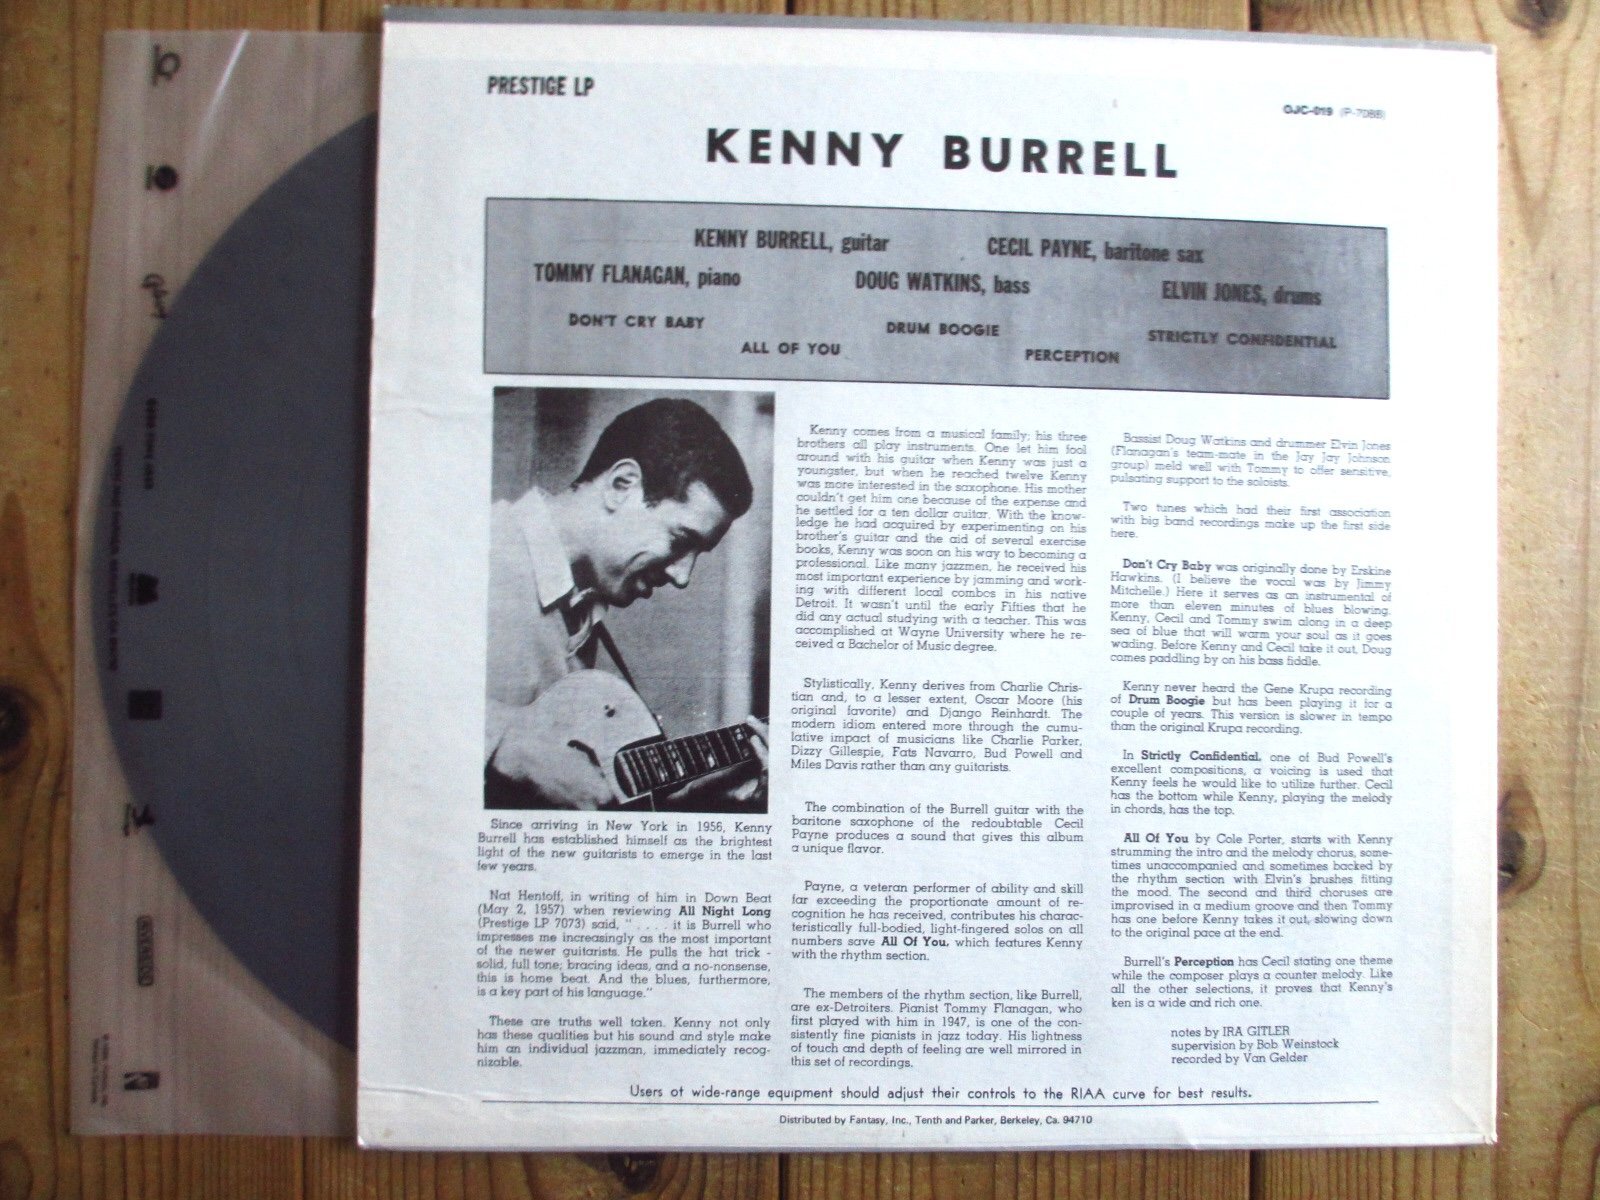 PRESTIGE LP
OJC-019 (P-7088)
KENNY BURRELL
KENNY BURRELL, guitar
CECIL PAYNE, baritone sax
TOMMY FLANAGAN, piano
DOUG WATKINS, bass
ELVIN JONES, drums
DON'T CRY BABY
DRUM BOOGIE
STRICTLY CONFIDENTIAL
ALL OF YOU
PERCEPTION
Since arriving in New York in 1956, Kenny
Burrell has established himself as the brightest
light of the new guitarists to emerge in the last
few years.
Nat Hentoff, in writing of him in Down Beat
(May 2, 1957) when reviewing All Night Long
(Prestige LP 7073) said, " . . . . it is Burrell who
impresses me increasingly as the most important
of the newer guitarists. He pulls the hat trick -
solid, full tone; bracing ideas, and a no-nonsense,
this is home beat. And the blues, furthermore,
is a key part of his language."
These are truths well taken. Kenny not only
has these qualities but his sound and style make
him an individual jazzman, immediately recog-
nizable.
Kenny comes from a musical family; his three
brothers all play instruments. One let him fool
around with his guitar when Kenny was just a
youngster, but when he reached twelve Kenny
was more interested in the saxophone. His mother
couldn't get him one because of the expense and
he settled for a ten dollar guitar. With the know-
ledge he had acquired by experimenting on his
brother's guitar and the aid of several exercise
books, Kenny was soon on his way to becoming a
professional. Like many jazzmen, he received his
most important experience by jamming and work-
ing with different local combos in his native
Detroit. It wasn't until the early Fifties that he
did any actual studying with a teacher. This was
accomplished at Wayne University where he re-
ceived a Bachelor of Music degree.
Stylistically, Kenny derives from Charlie Chris-
tian and, to a lesser extent, Oscar Moore (his
original favorite) and Django Reinhardt. The
modern idiom entered more through the cumu-
lative impact of musicians like Charlie Parker,
Dizzy Gillespie, Fats Navarro, Bud Powell and
Miles Davis rather than any guitarists.
The combination of the Burrell guitar with the
baritone saxophone of the redoubtable Cecil
Payne produces a sound that gives this album
a unique flavor.
Payne, a veteran performer of ability and skill
far exceeding the proportionate amount of re-
cognition he has received, contributes his charac-
teristically full-bodied, light-fingered solos on all
numbers save All Of You, which features Kenny
with the rhythm section.
The members of the rhythm section, like Burrell,
are ex-Detroiters. Pianist Tommy Flanagan, who
first played with him in 1947, is one of the con-
sistently fine pianists in jazz today. His lightness
of touch and depth of feeling are well mirrored in
this set of recordings.
Bassist Doug Watkins and drummer Elvin Jones
(Flanagan's team-mate in the Jay Jay Johnson
group) meld well with Tommy to offer sensitive,
pulsating support to the soloists.
Two tunes which had their first association
with big band recordings make up the first side
here.
Don't Cry Baby was originally done by Erskine
Hawkins. (I believe the vocal was by Jimmy
Mitchelle.) Here it serves as an instrumental of
more than eleven minutes of blues blowing.
Kenny, Cecil and Tommy swim along in a deep
sea of blue that will warm your soul as it goes
wading. Before Kenny and Cecil take it out, Doug
comes paddling by on his bass fiddle.
Kenny never heard the Gene Krupa recording
of Drum Boogie but has been playing it for a
couple of years. This version is slower in tempo
than the original Krupa recording.
In Strictly Confidential, one of Bud Powell's
excellent compositions, a voicing is used that
Kenny feels he would like to utilize further. Cecil
has the bottom while Kenny, playing the melody
in chords, has the top.
All Of You by Cole Porter, starts with Kenny
strumming the intro and the melody chorus, some-
times unaccompanied and sometimes backed by
the rhythm section with Elvin's brushes fitting
the mood. The second and third choruses are
improvised in a medium groove and then Tommy
has one before Kenny takes it out, slowing down
to the original pace at the end.
Burrell's Perception has Cecil stating one theme
while the composer plays a counter melody. Like
all the other selections, it proves that Kenny's
ken is a wide and rich one.
notes by IRA GITLER
supervision by Bob Weinstock
recorded by Van Gelder
Users of wide-range equipment should adjust their controls to the RIAA curve for best results.
Distributed by Fantasy, Inc., Tenth and Parker, Berkeley, Ca. 94710